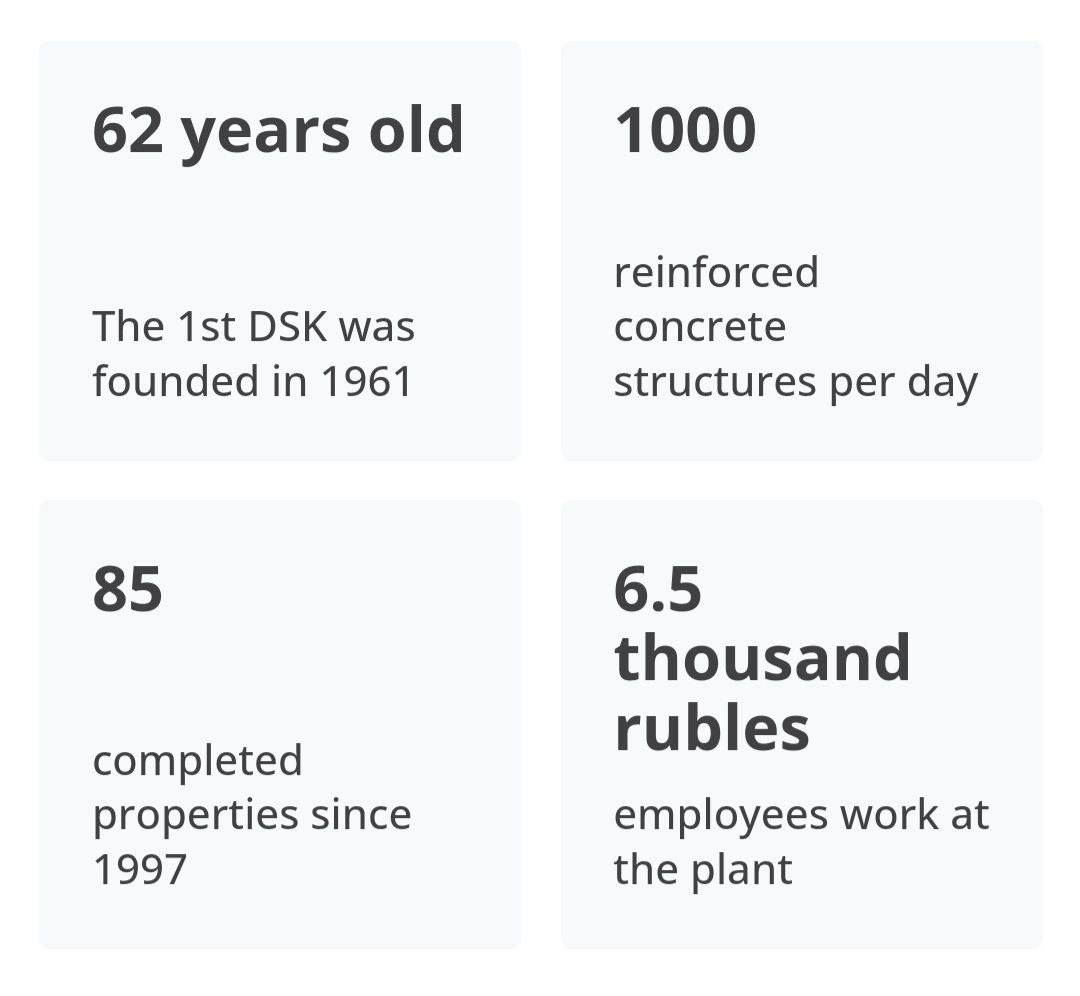 62 years old
The 1st DSK was
founded in 1961
1000
reinforced
concrete
structures per day
85
completed
properties since
1997
6.5
thousand
rubles
employees work at
the plant